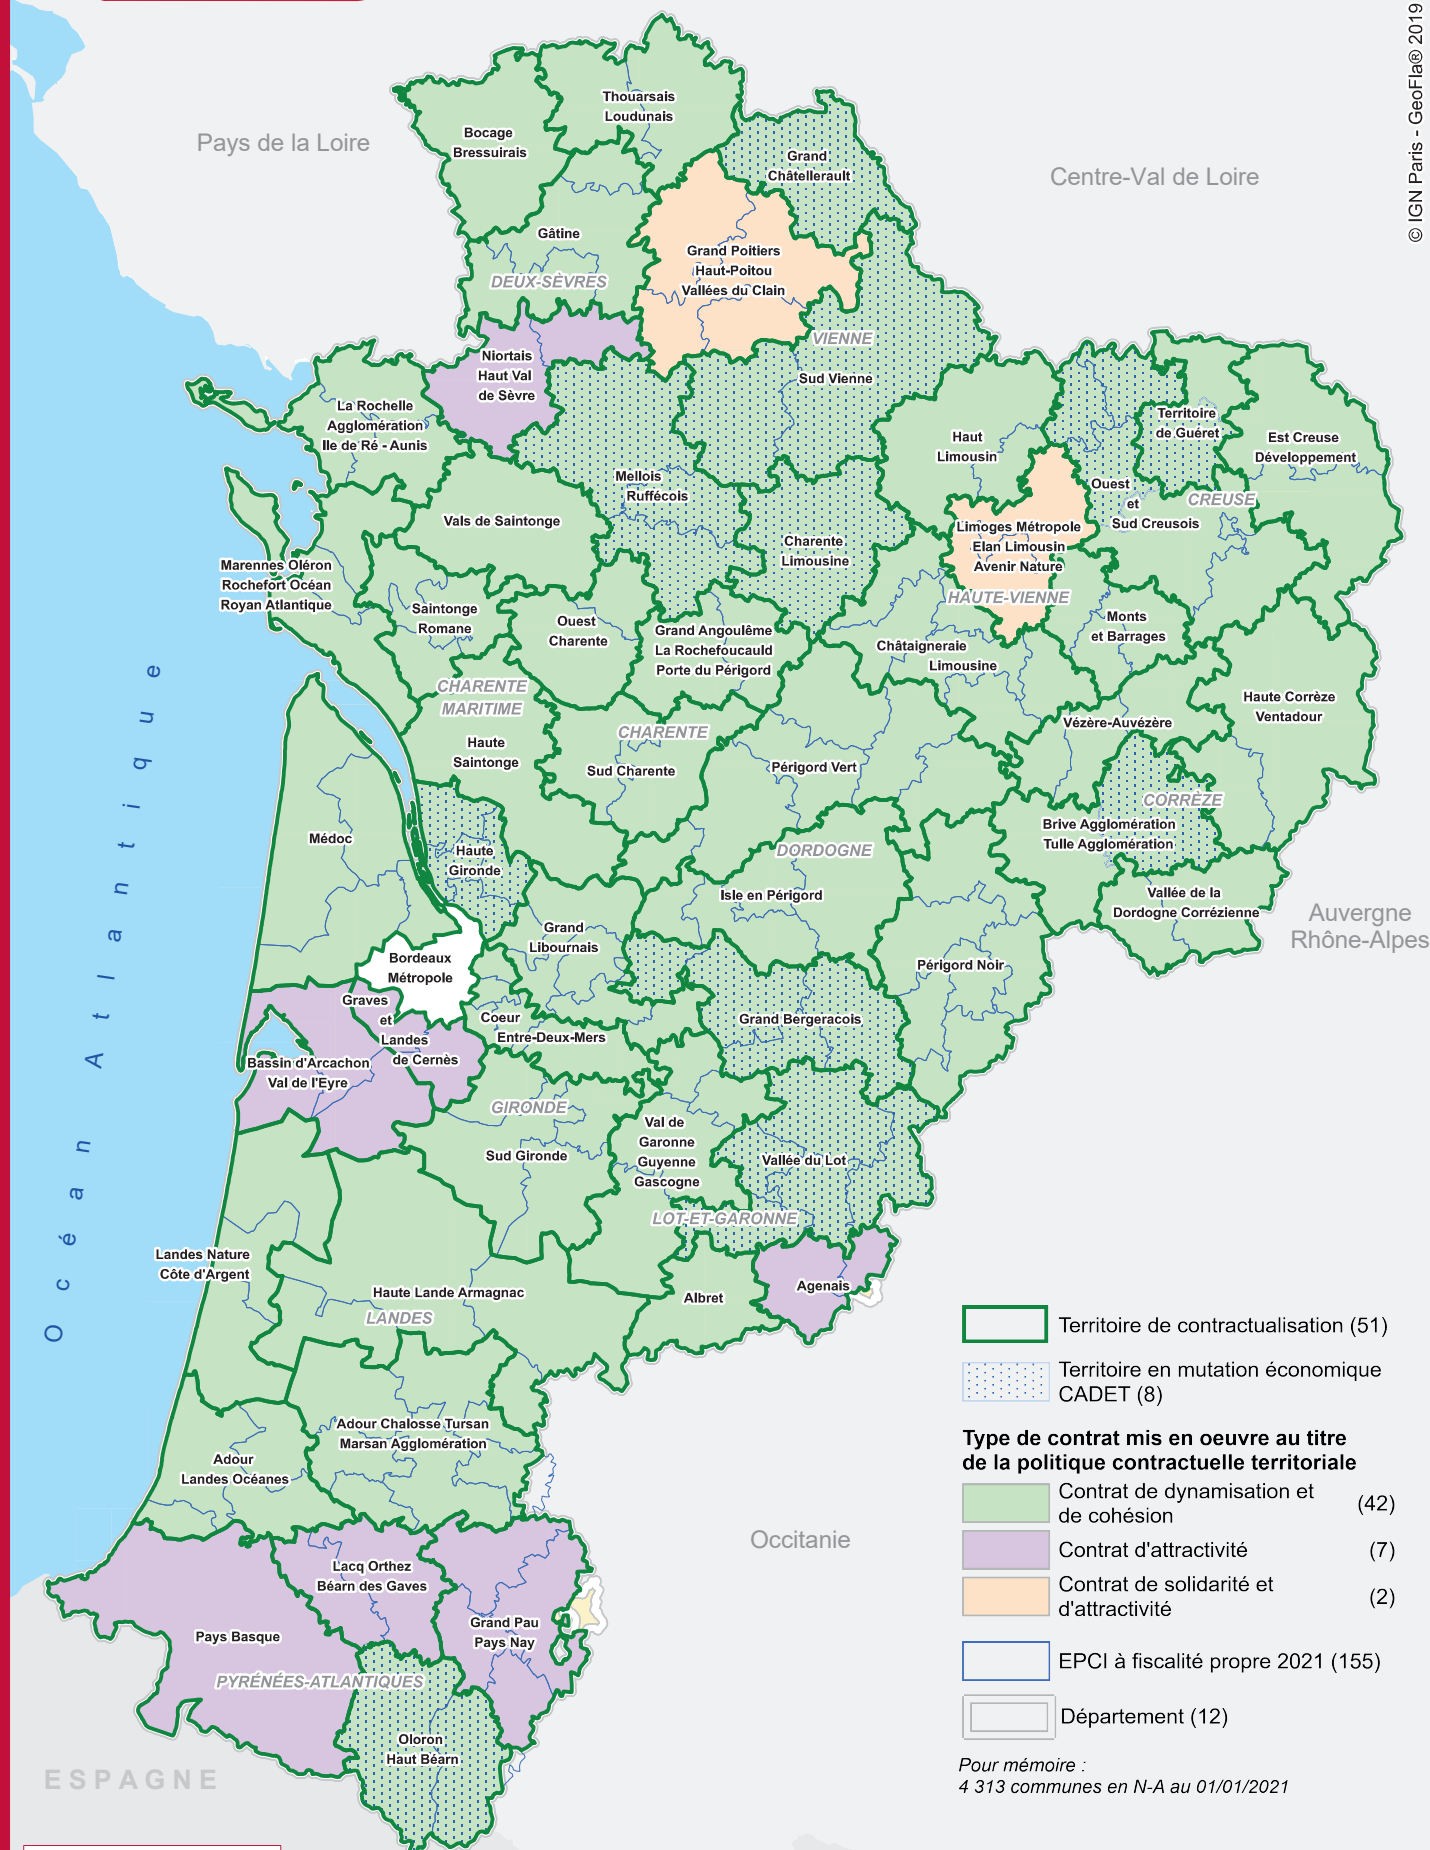 © IGN Paris - GeoFla® 2019
Pays de la Loire
Centre-Val de Loire
Thouarsais
Loudunais
Bocage
Bressuirais
Grand
Châtellerault
Gâtine
DEUX-SÈVRES
Grand Poitiers
Haut-Poitou
Vallées du Clain
VIENNE
Niortais
Haut Val
de Sèvre
Sud Vienne
La Rochelle
Agglomération
Ile de Ré - Aunis
Haut
Limousin
Territoire
de Guéret
Est Creuse
Développement
Mellois
Ruffécois
Ouest
et
Sud Creusois
CREUSE
Vals de Saintonge
Charente
Limousine
Limoges Métropole
Elan Limousin
Avenir Nature
HAUTE-VIENNE
Marennes Oléron
Rochefort Océan
Royan Atlantique
Saintonge
Romane
Ouest
Charente
Grand Angoulême
La Rochefoucauld
Porte du Périgord
Châtaigneraie
Limousine
Monts
et Barrages
CHARENTE
MARITIME
Haute
Saintonge
CHARENTE
Sud Charente
Périgord Vert
Vézère-Auvézère
Haute Corrèze
Ventadour
CORRÈZE
Brive Agglomération
Tulle Agglomération
Médoc
Haute
Gironde
DORDOGNE
Isle en Périgord
Vallée de la
Dordogne Corrézienne
Auvergne
Rhône-Alpes
Grand
Libournais
Bordeaux
Métropole
Périgord Noir
Graves
et
Landes
de Cernès
Coeur
Entre-Deux-Mers
Grand Bergeracois
Bassin d'Arcachon
Val de l'Eyre
GIRONDE
Sud Gironde
Val de
Garonne
Guyenne
Gascogne
Vallée du Lot
LOT-ET-GARONNE
Océan Atlantique
Landes Nature
Côte d'Argent
Haute Lande Armagnac
LANDES
Albret
Agenais
Adour Chalosse Tursan
Marsan Agglomération
Adour
Landes Océanes
Occitanie
Lacq Orthez
Béarn des Gaves
Grand Pau
Pays Nay
Pays Basque
PYRÉNÉES-ATLANTIQUES
Oloron
Haut Béarn
ESPAGNE
Territoire de contractualisation (51)
Territoire en mutation économique
CADET (8)
Type de contrat mis en oeuvre au titre
de la politique contractuelle territoriale
Contrat de dynamisation et
de cohésion (42)
Contrat d'attractivité (7)
Contrat de solidarité et
d'attractivité (2)
EPCI à fiscalité propre 2021 (155)
Département (12)
Pour mémoire :
4 313 communes en N-A au 01/01/2021